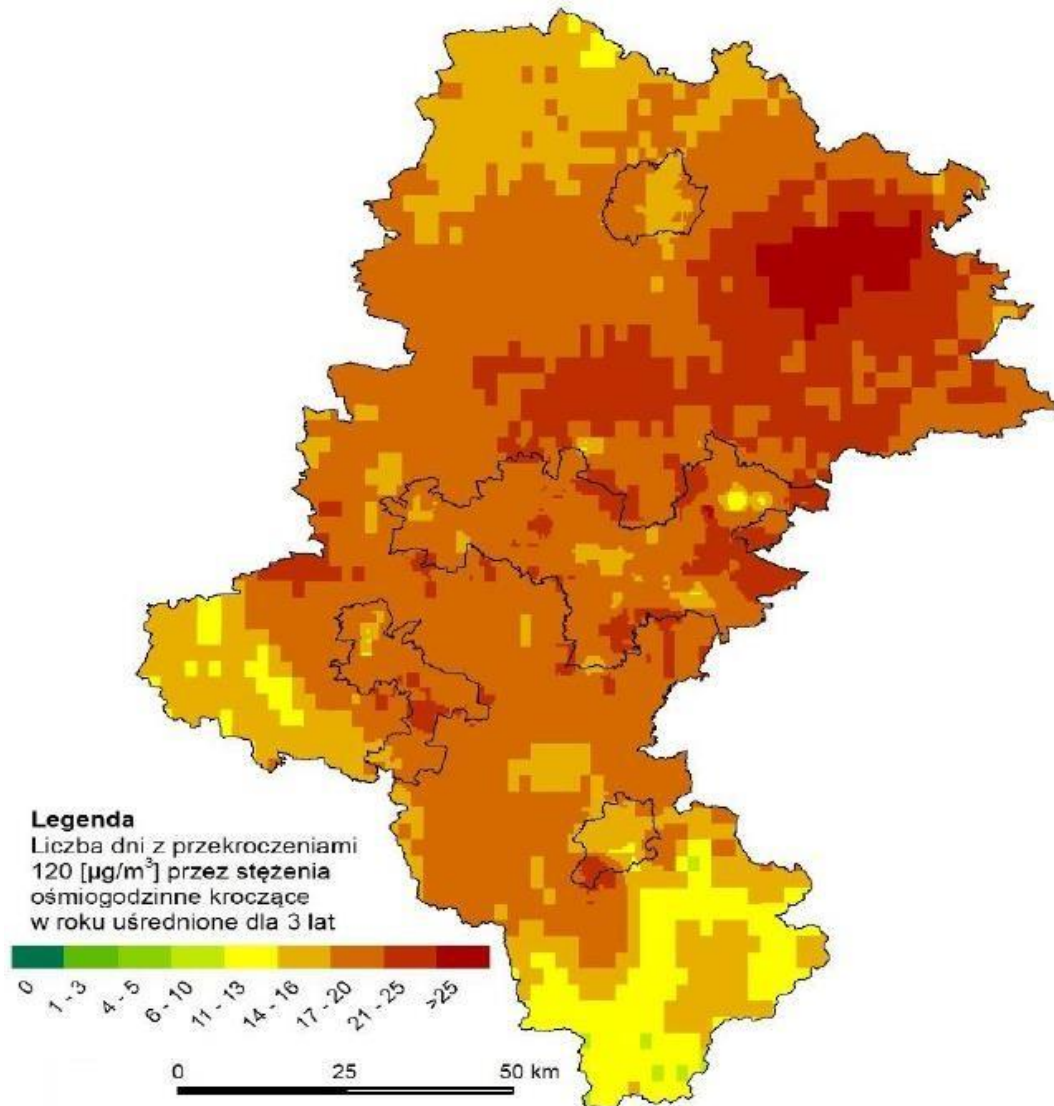 Legenda
Liczba dni z przekroczeniami
120 [µg/m³] przez stężenia
ośmiogodzinne kroczące
w roku uśrednione dla 3 lat
0
1 - 3
4 - 5
6 - 10
11 - 13
14 - 16
17 - 20
21 - 25
>25
0 25 50 km